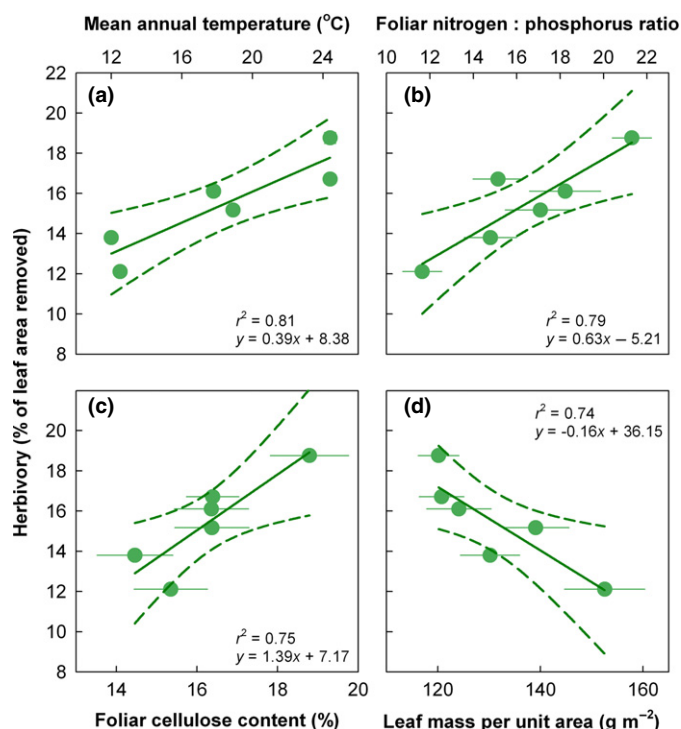 Mean annual temperature (°C)
Foliar nitrogen : phosphorus ratio
12 16 20 24
12 14 16 18 20 22
Herbivory (% of leaf area removed)
(a)
22
20
18
16
14
12
10
8
r² = 0.81
y = 0.39x + 8.38
(b)
r² = 0.79
y = 0.63x – 5.21
(c)
20
18
16
14
12
10
8
r² = 0.75
y = 1.39x + 7.17
(d)
r² = 0.74
y = -0.16x + 36.15
14 16 18 20
120 140 160
Foliar cellulose content (%)
Leaf mass per unit area (g m⁻²)